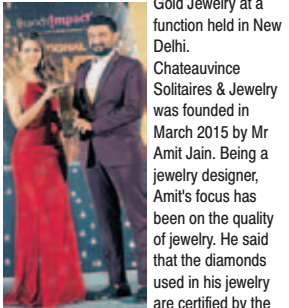 Brandimpact
Gold Jewelry at a
function held in New
Delhi.
Chateauvince
Solitaires & Jewelry
was founded in
March 2015 by Mr
Amit Jain. Being a
jewelry designer,
Amit's focus has
been on the quality
of jewelry. He said
that the diamonds
used in his jewelry
are certified by the